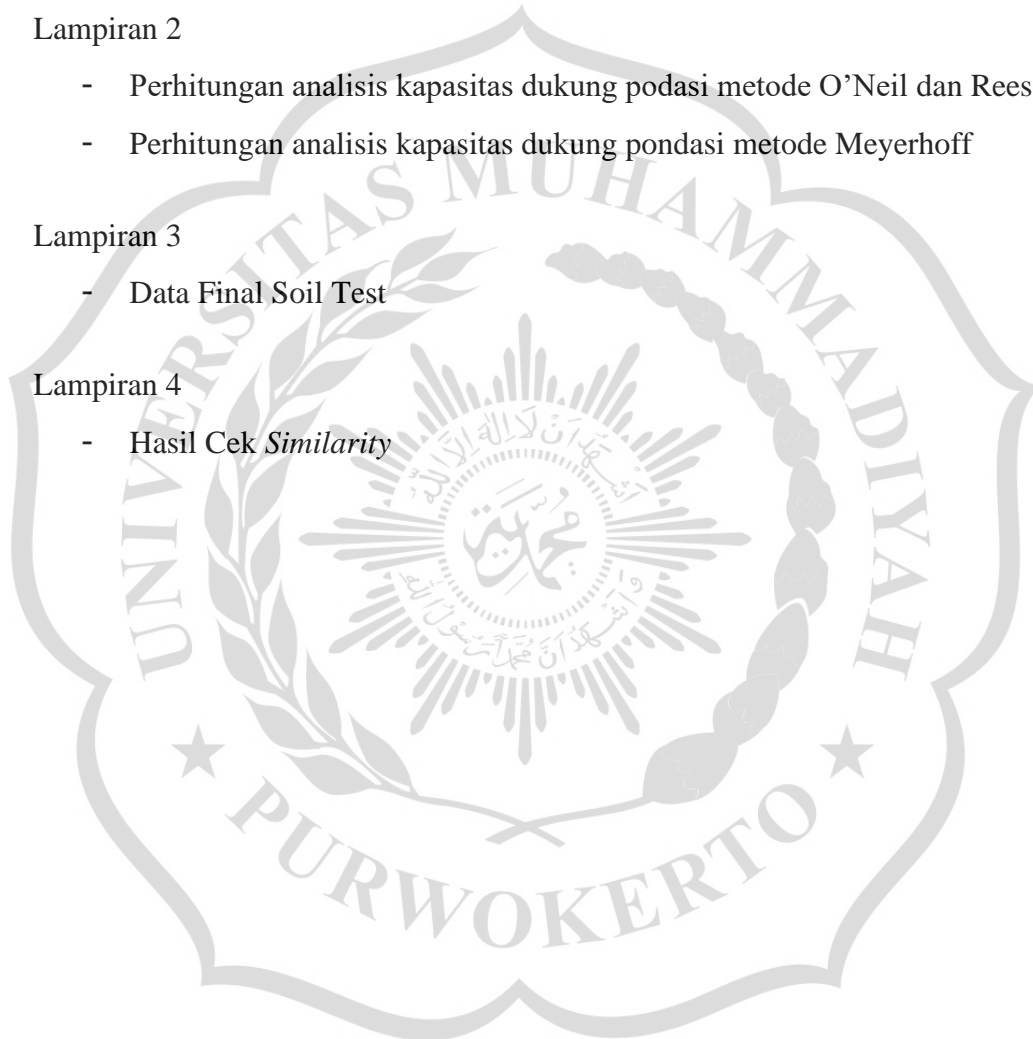 Lampiran 2
- Perhitungan analisis kapasitas dukung podasi metode O’Neil dan Rees
- Perhitungan analisis kapasitas dukung pondasi metode Meyerhoff
Lampiran 3
- Data Final Soil Test
Lampiran 4
- Hasil Cek Similarity
UNIVERSITAS MUHAMMADIYAH
PURWOKERTO